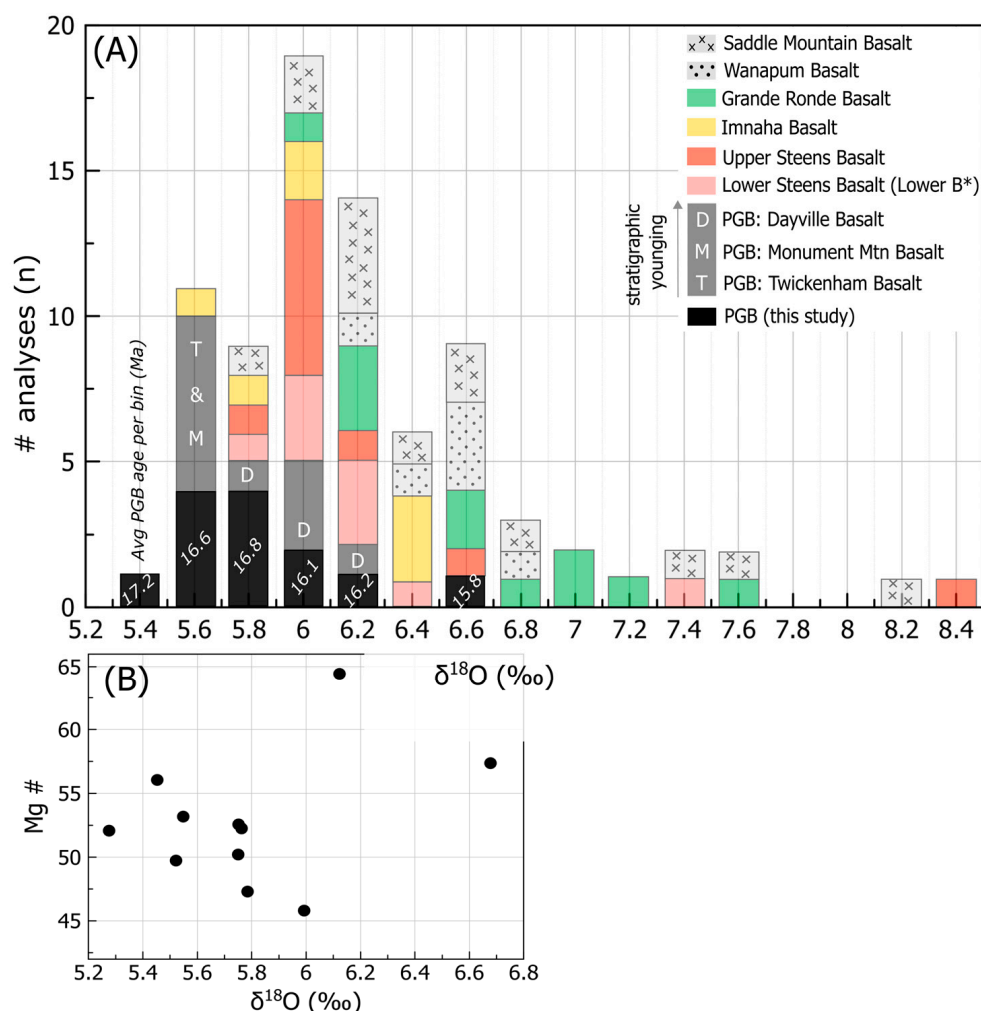 (A)
# analyses (n)
20
15
10
5
0
Saddle Mountain Basalt
Wanapum Basalt
Grande Ronde Basalt
Imnaha Basalt
Upper Steens Basalt
Lower Steens Basalt (Lower B*)
D PGB: Dayville Basalt
M PGB: Monument Mtn Basalt
T PGB: Twickenham Basalt
PGB (this study)
stratigraphic
younging
Avg PGB age per bin (Ma)
T
&
M
D
D
D
17.2
16.6
16.8
16.1
16.2
15.8
5.2 5.4 5.6 5.8 6 6.2 6.4 6.6 6.8 7 7.2 7.4 7.6 7.8 8 8.2 8.4
δ¹⁸O (‰)
(B)
Mg #
65
60
55
50
45
5.2 5.4 5.6 5.8 6 6.2 6.4 6.6 6.8
δ¹⁸O (‰)